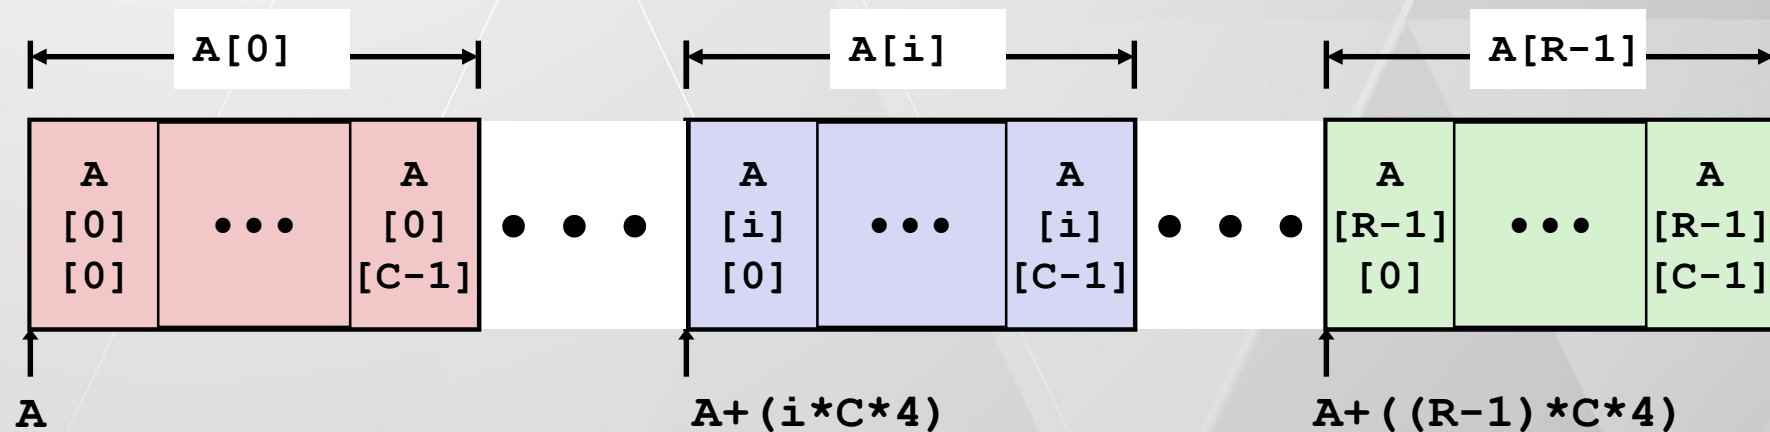 A[0] A[i] A[R-1]
A A A A A A
[0] ••• [0] • • • [i] ••• [i] • • • [R-1] ••• [R-1]
[0] [C-1] [0] [C-1] [0] [C-1]
A A+(i*C*4) A+((R-1)*C*4)